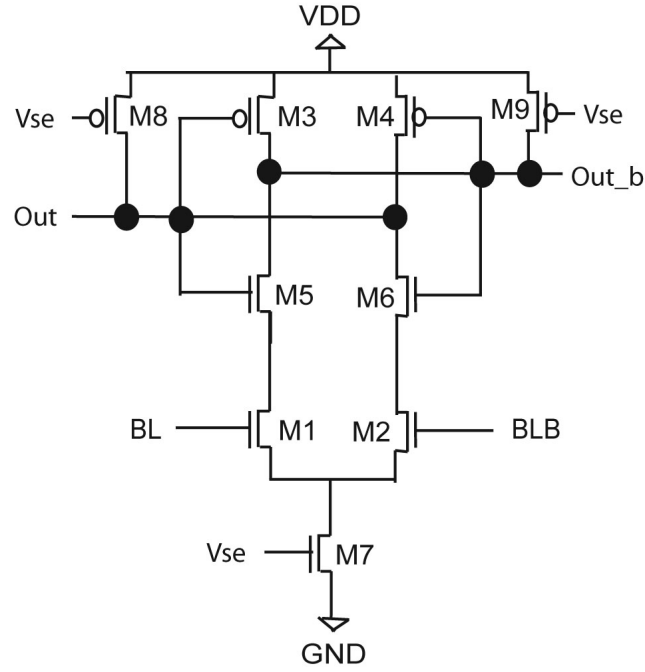 VDD
Vse M8 M3 M4 M9 Vse
Out_b
Out
M5 M6
BL M1 M2 BLB
Vse M7
GND